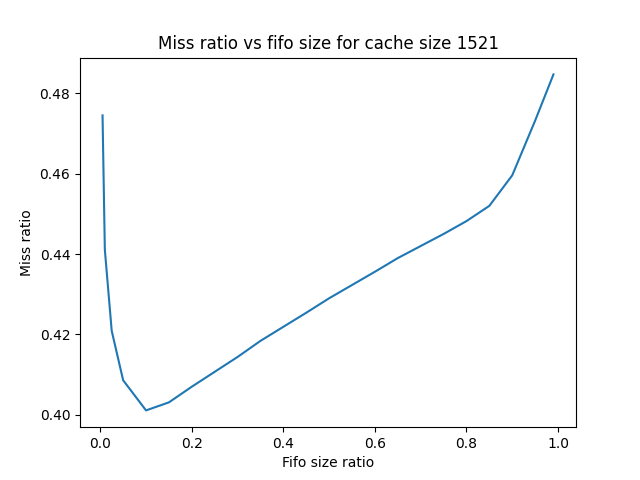 Miss ratio vs fifo size for cache size 1521
Miss ratio
0.48
0.46
0.44
0.42
0.40
0.0 0.2 0.4 0.6 0.8 1.0
Fifo size ratio